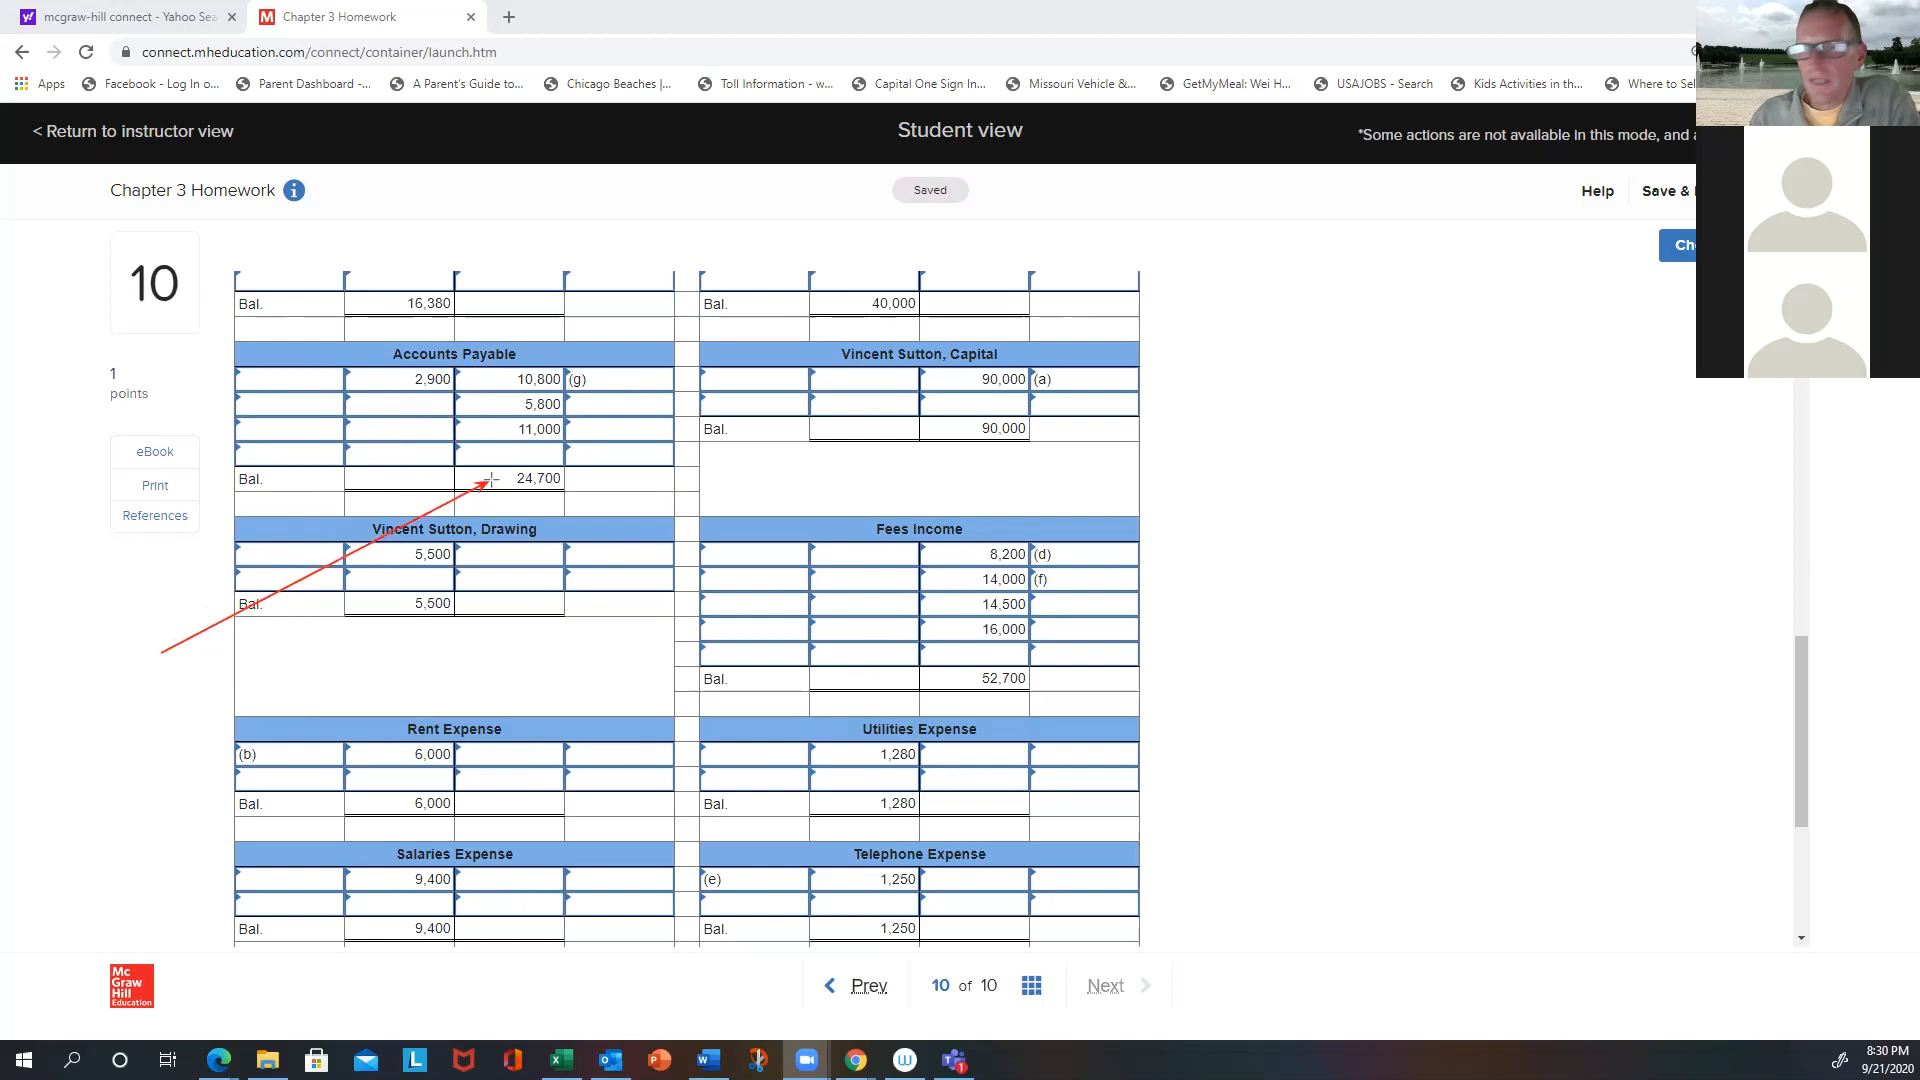 mcgraw-hill connect - Yahoo Sea
Chapter 3 Homework
connect.mheducation.com/connect/container/launch.htm
Apps
Facebook - Log In o...
Parent Dashboard -...
A Parent's Guide to...
Chicago Beaches |...
Toll Information - w...
Capital One Sign In...
Missouri Vehicle &...
GetMyMeal: Wei H...
USAJOBS - Search
Kids Activities in th...
Where to Sel
< Return to instructor view
Student view
*Some actions are not available in this mode, and a
Chapter 3 Homework
Saved
Help
Save &
10
Ch
1
points
eBook
Print
References
Bal. 16,380
Bal. 40,000
Accounts Payable
2,900 10,800 (g)
5,800
11,000
Bal. 24,700
Vincent Sutton, Capital
90,000 (a)
Bal. 90,000
Vincent Sutton, Drawing
5,500
Bal. 5,500
Fees Income
8,200 (d)
14,000 (f)
14,500
16,000
Bal. 52,700
Rent Expense
(b) 6,000
Bal. 6,000
Utilities Expense
1,280
Bal. 1,280
Salaries Expense
9,400
Bal. 9,400
Telephone Expense
(e) 1,250
Bal. 1,250
Mc
Graw
Hill
Education
Prev
10 of 10
Next
8:30 PM
9/21/2020